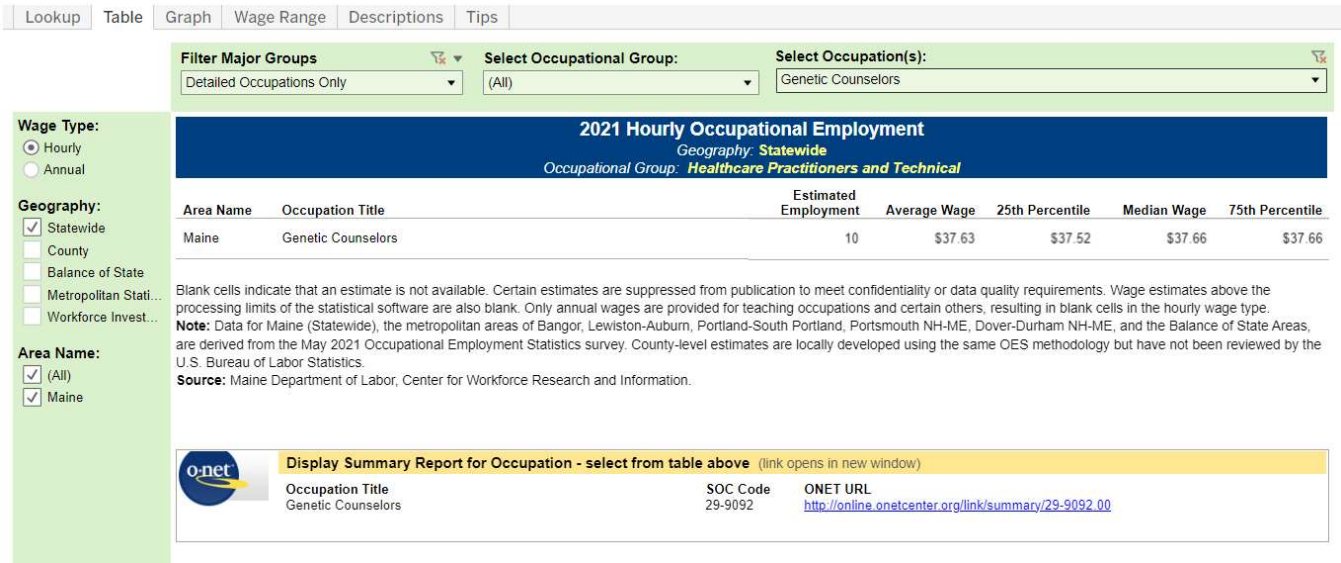 Lookup Table Graph Wage Range Descriptions Tips
Filter Major Groups Select Occupational Group: Select Occupation(s):
Detailed Occupations Only (All) Genetic Counselors
Wage Type:
Hourly
Annual
Geography:
Statewide
County
Balance of State
Metropolitan Stati...
Workforce Invest...
Area Name:
(All)
Maine
2021 Hourly Occupational Employment
Geography: Statewide
Occupational Group: Healthcare Practitioners and Technical
Area Name Occupation Title Estimated Employment Average Wage 25th Percentile Median Wage 75th Percentile
Maine Genetic Counselors 10 $37.63 $37.52 $37.66 $37.66
Blank cells indicate that an estimate is not available. Certain estimates are suppressed from publication to meet confidentiality or data quality requirements. Wage estimates above the
processing limits of the statistical software are also blank. Only annual wages are provided for teaching occupations and certain others, resulting in blank cells in the hourly wage type.
Note: Data for Maine (Statewide), the metropolitan areas of Bangor, Lewiston-Auburn, Portland-South Portland, Portsmouth NH-ME, Dover-Durham NH-ME, and the Balance of State Areas,
are derived from the May 2021 Occupational Employment Statistics survey. County-level estimates are locally developed using the same OES methodology but have not been reviewed by the
U.S. Bureau of Labor Statistics.
Source: Maine Department of Labor, Center for Workforce Research and Information.
o·net
Display Summary Report for Occupation - select from table above (link opens in new window)
Occupation Title SOC Code ONET URL
Genetic Counselors 29-9092 http://online.onetcenter.org/link/summary/29-9092.00